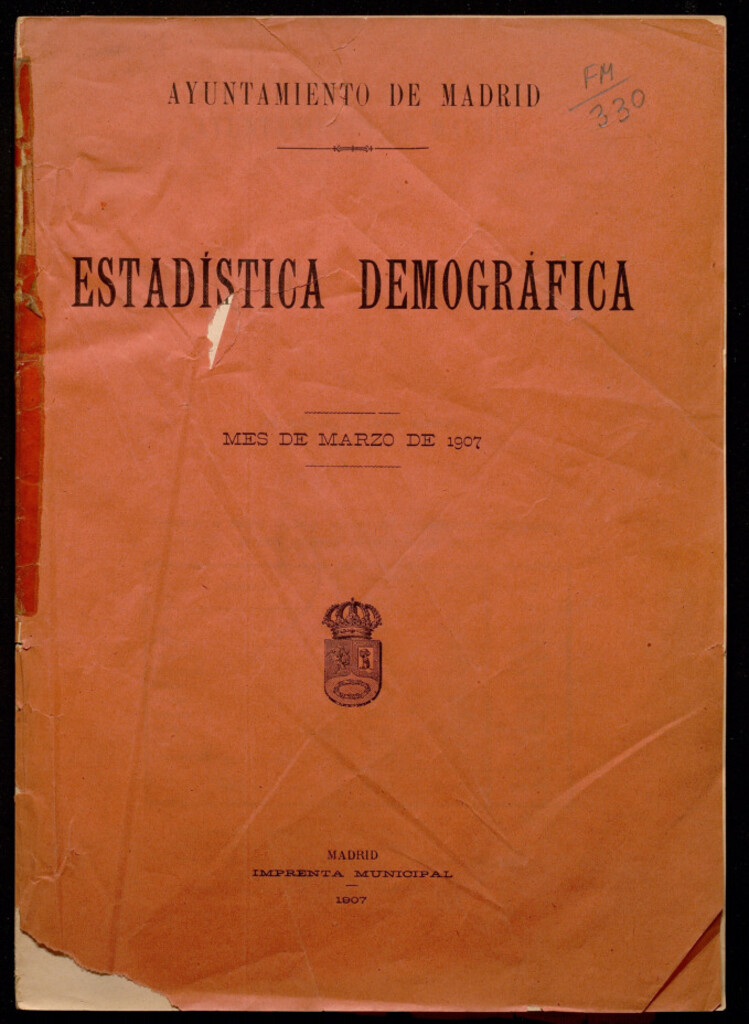 AYUNTAMIENTO DE MADRID
FM
330
ESTADÍSTICA DEMOGRÁFICA
MES DE MARZO DE 1907
MADRID
IMPRENTA MUNICIPAL
1907